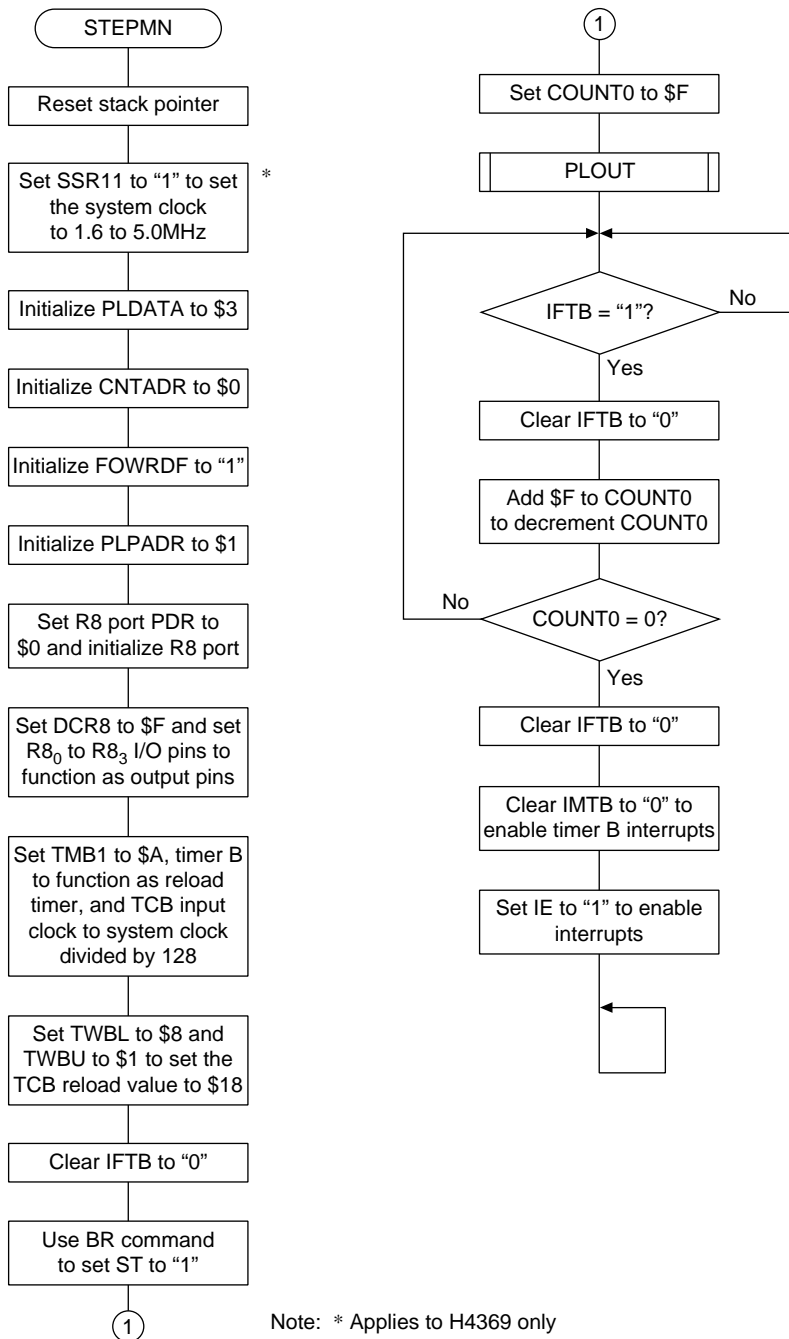 STEPMN
Reset stack pointer
Set SSR11 to “1” to set
the system clock
to 1.6 to 5.0MHz
*
Initialize PLDATA to $3
Initialize CNTADR to $0
Initialize FOWRDF to “1”
Initialize PLPADR to $1
Set R8 port PDR to
$0 and initialize R8 port
Set DCR8 to $F and set
R8₀ to R8₃ I/O pins to
function as output pins
Set TMB1 to $A, timer B
to function as reload
timer, and TCB input
clock to system clock
divided by 128
Set TWBL to $8 and
TWBU to $1 to set the
TCB reload value to $18
Clear IFTB to “0”
Use BR command
to set ST to “1”
1
1
Set COUNT0 to $F
PLOUT
IFTB = “1”?
No
Yes
Clear IFTB to “0”
Add $F to COUNT0
to decrement COUNT0
No
COUNT0 = 0?
Yes
Clear IFTB to “0”
Clear IMTB to “0” to
enable timer B interrupts
Set IE to “1” to enable
interrupts
Note: * Applies to H4369 only